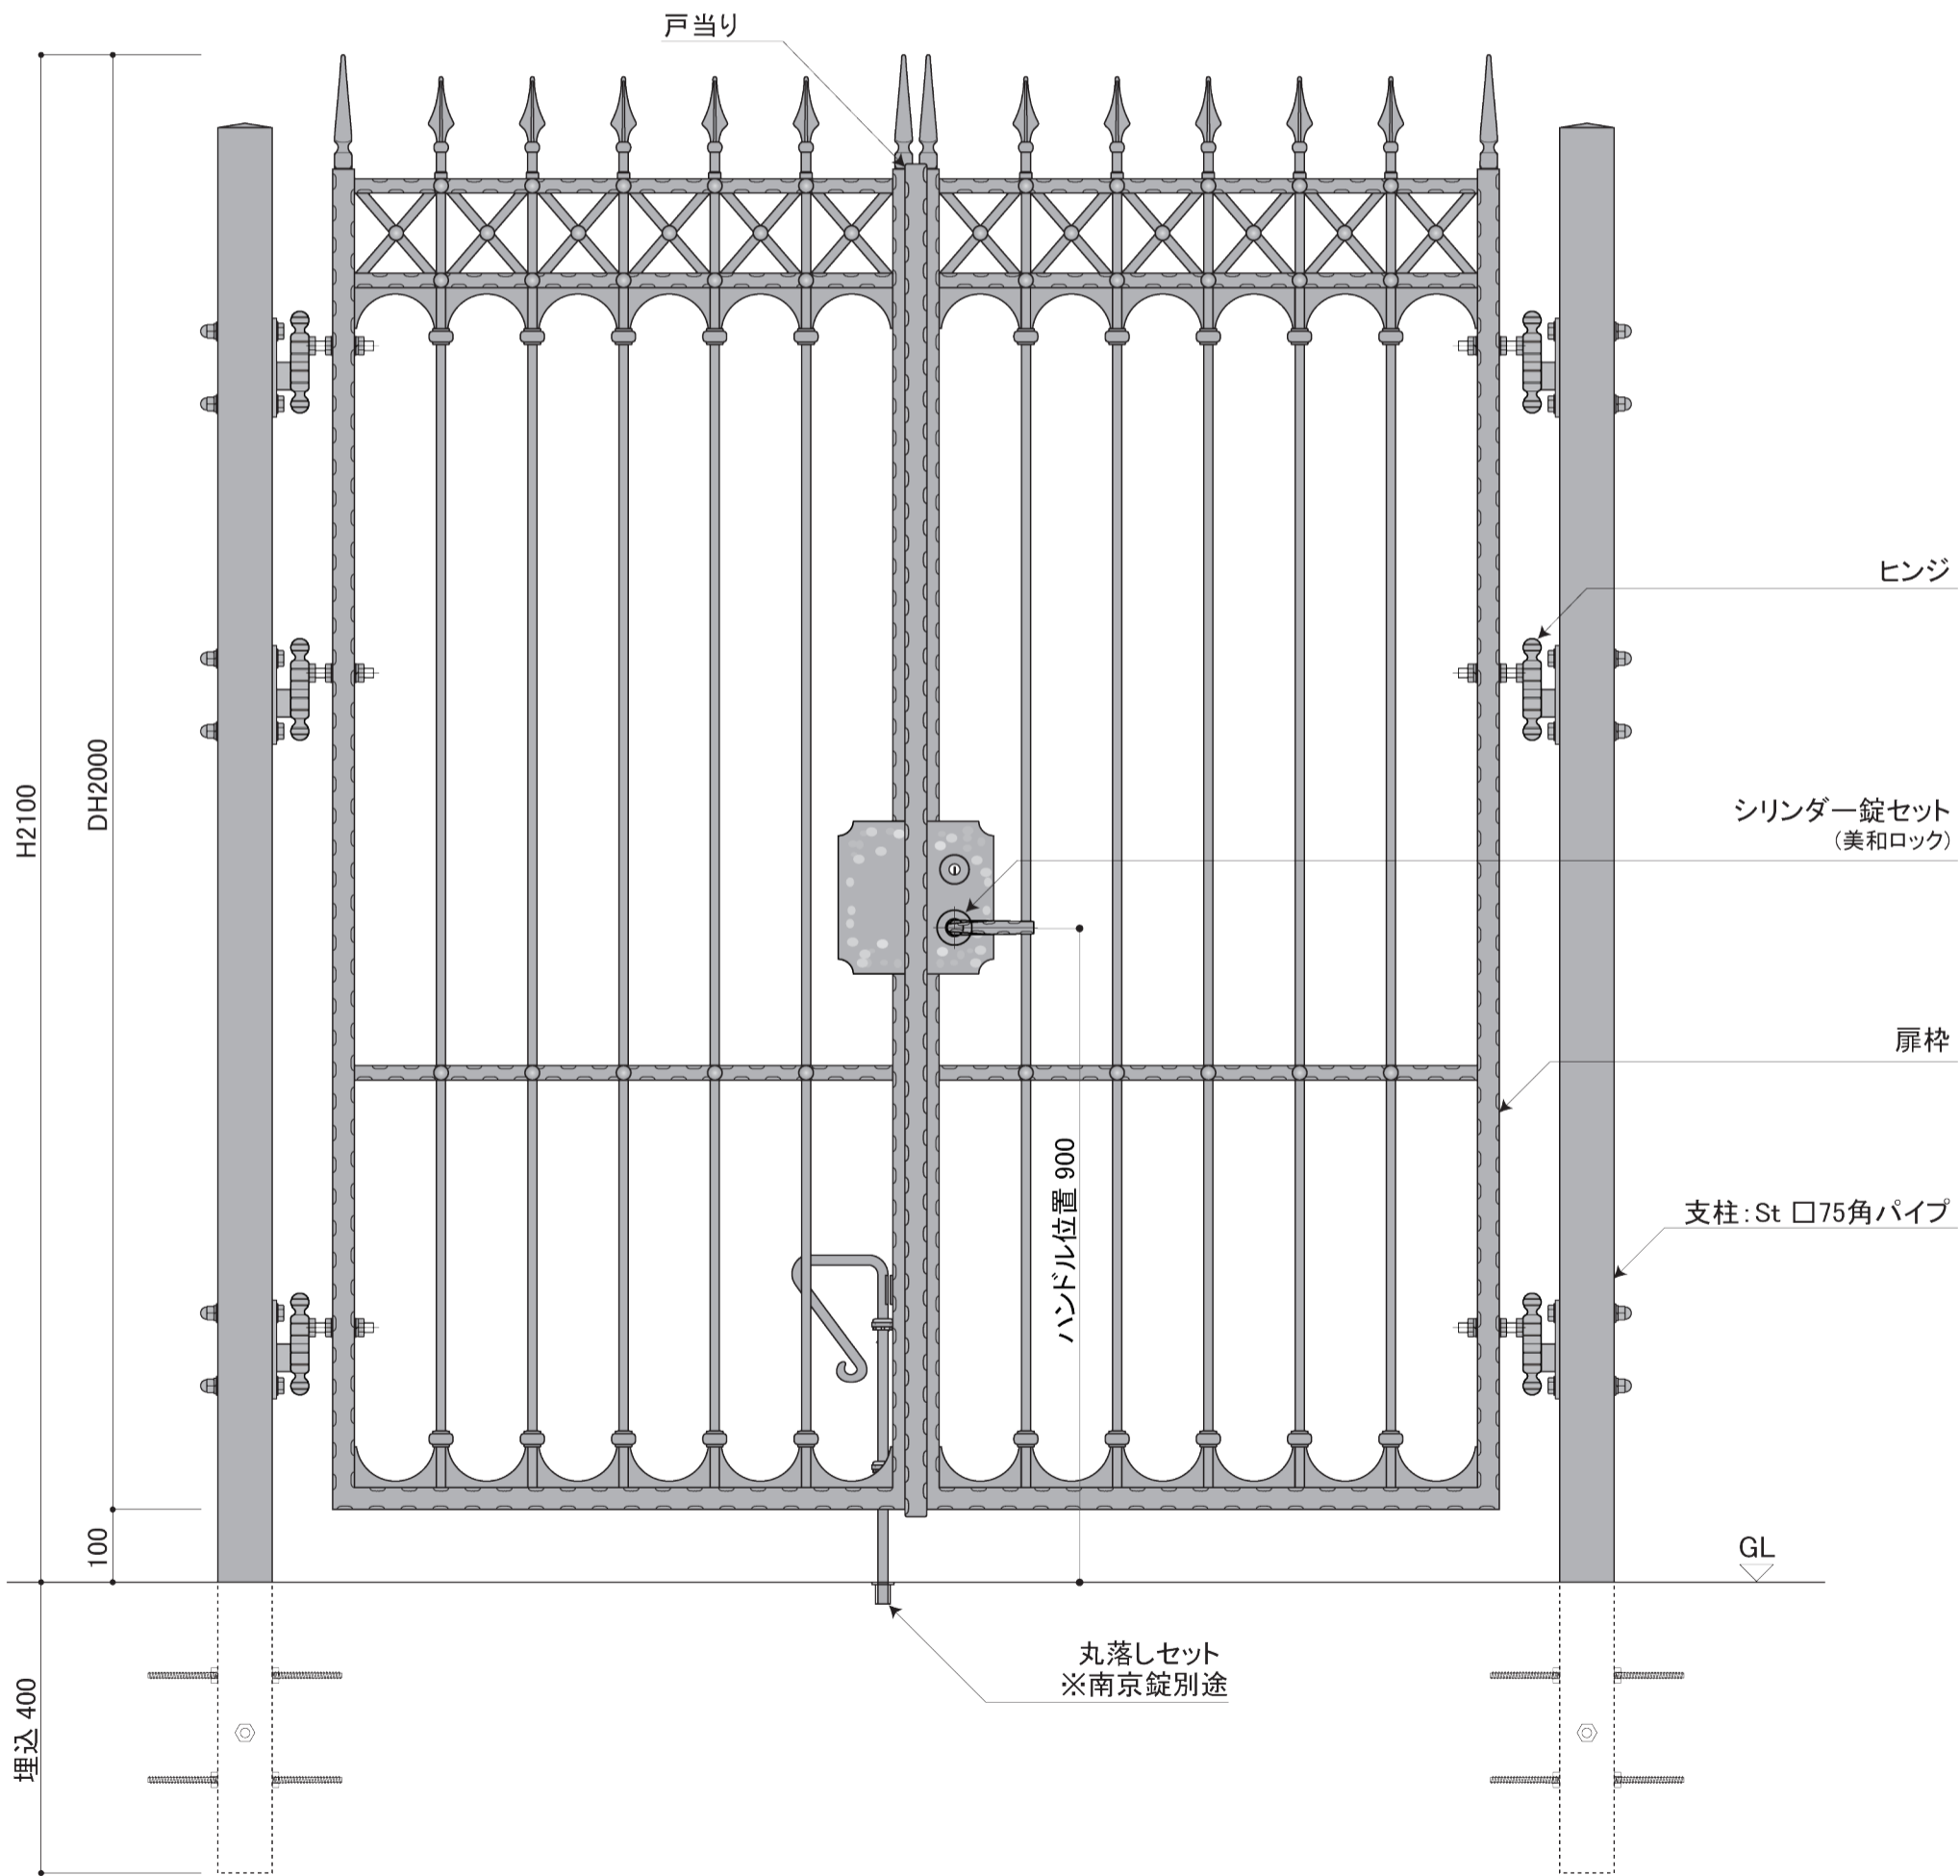 戸当り
ヒンジ
H2100
DH2000
シリンダー錠セット
（美和ロック）
扉枠
ハンドル位置 900
支柱：St □75角パイプ
100
GL
丸落しセット
※南京錠別途
埋込 400